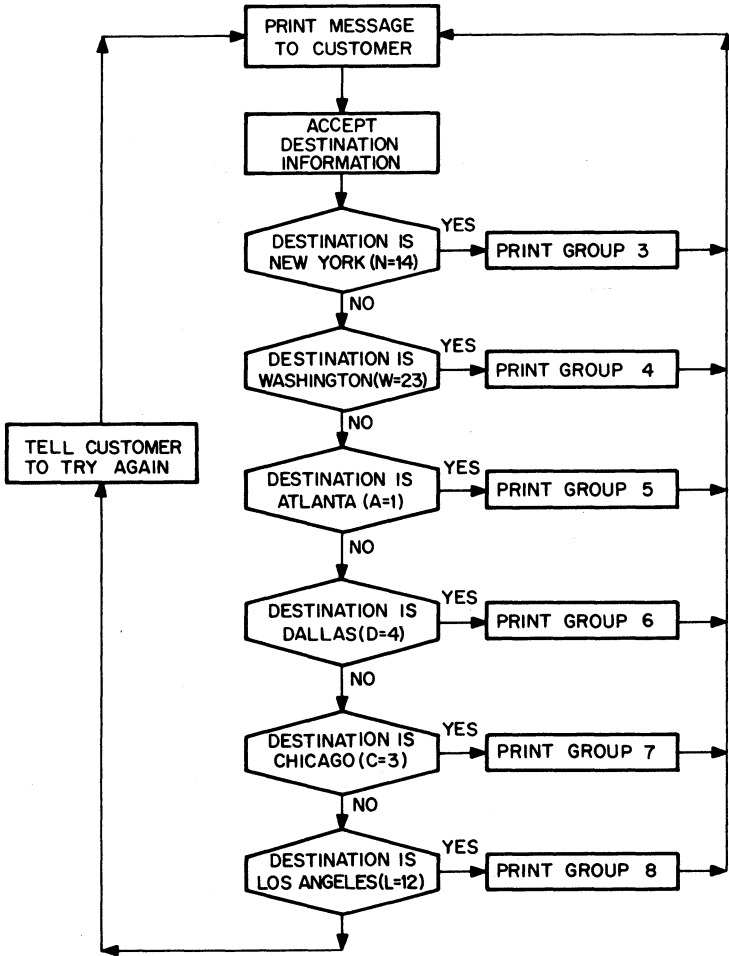 PRINT MESSAGE
TO CUSTOMER
ACCEPT
DESTINATION
INFORMATION
DESTINATION IS
NEW YORK (N=14)
YES
PRINT GROUP 3
NO
DESTINATION IS
WASHINGTON(W=23)
YES
PRINT GROUP 4
NO
TELL CUSTOMER
TO TRY AGAIN
DESTINATION IS
ATLANTA (A=1)
YES
PRINT GROUP 5
NO
DESTINATION IS
DALLAS(D=4)
YES
PRINT GROUP 6
NO
DESTINATION IS
CHICAGO (C=3)
YES
PRINT GROUP 7
NO
DESTINATION IS
LOS ANGELES(L=12)
YES
PRINT GROUP 8